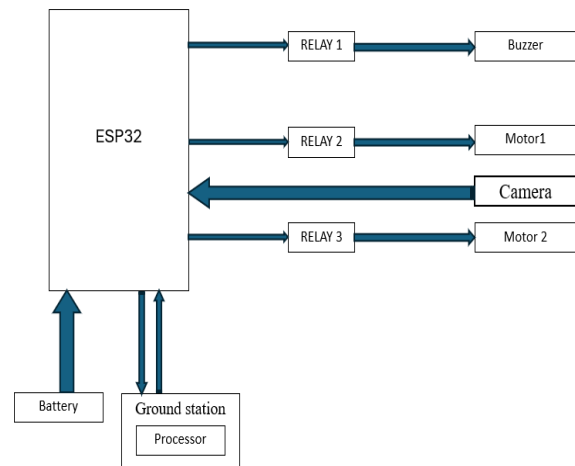 RELAY 1
Buzzer
ESP32
RELAY 2
Motor1
Camera
RELAY 3
Motor 2
Battery
Ground station
Processor